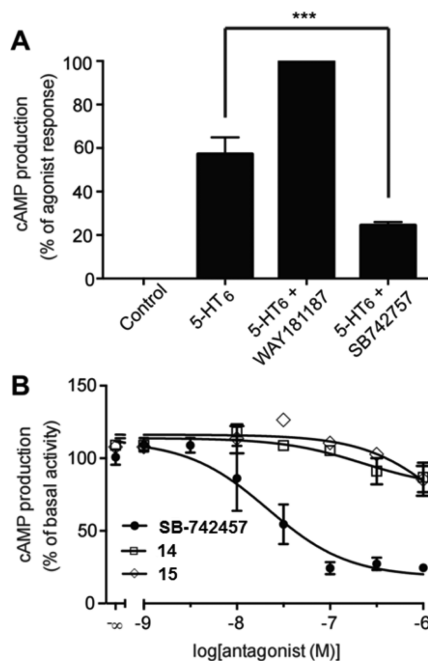 A
***
cAMP production
(% of agonist response)
100
80
60
40
20
0
Control
5-HT6
5-HT6 +
WAY181187
5-HT6 +
SB742757
B
cAMP production
(% of basal activity)
150
100
50
0
SB-742457
14
15
-∞
-9
-8
-7
-6
log[antagonist (M)]